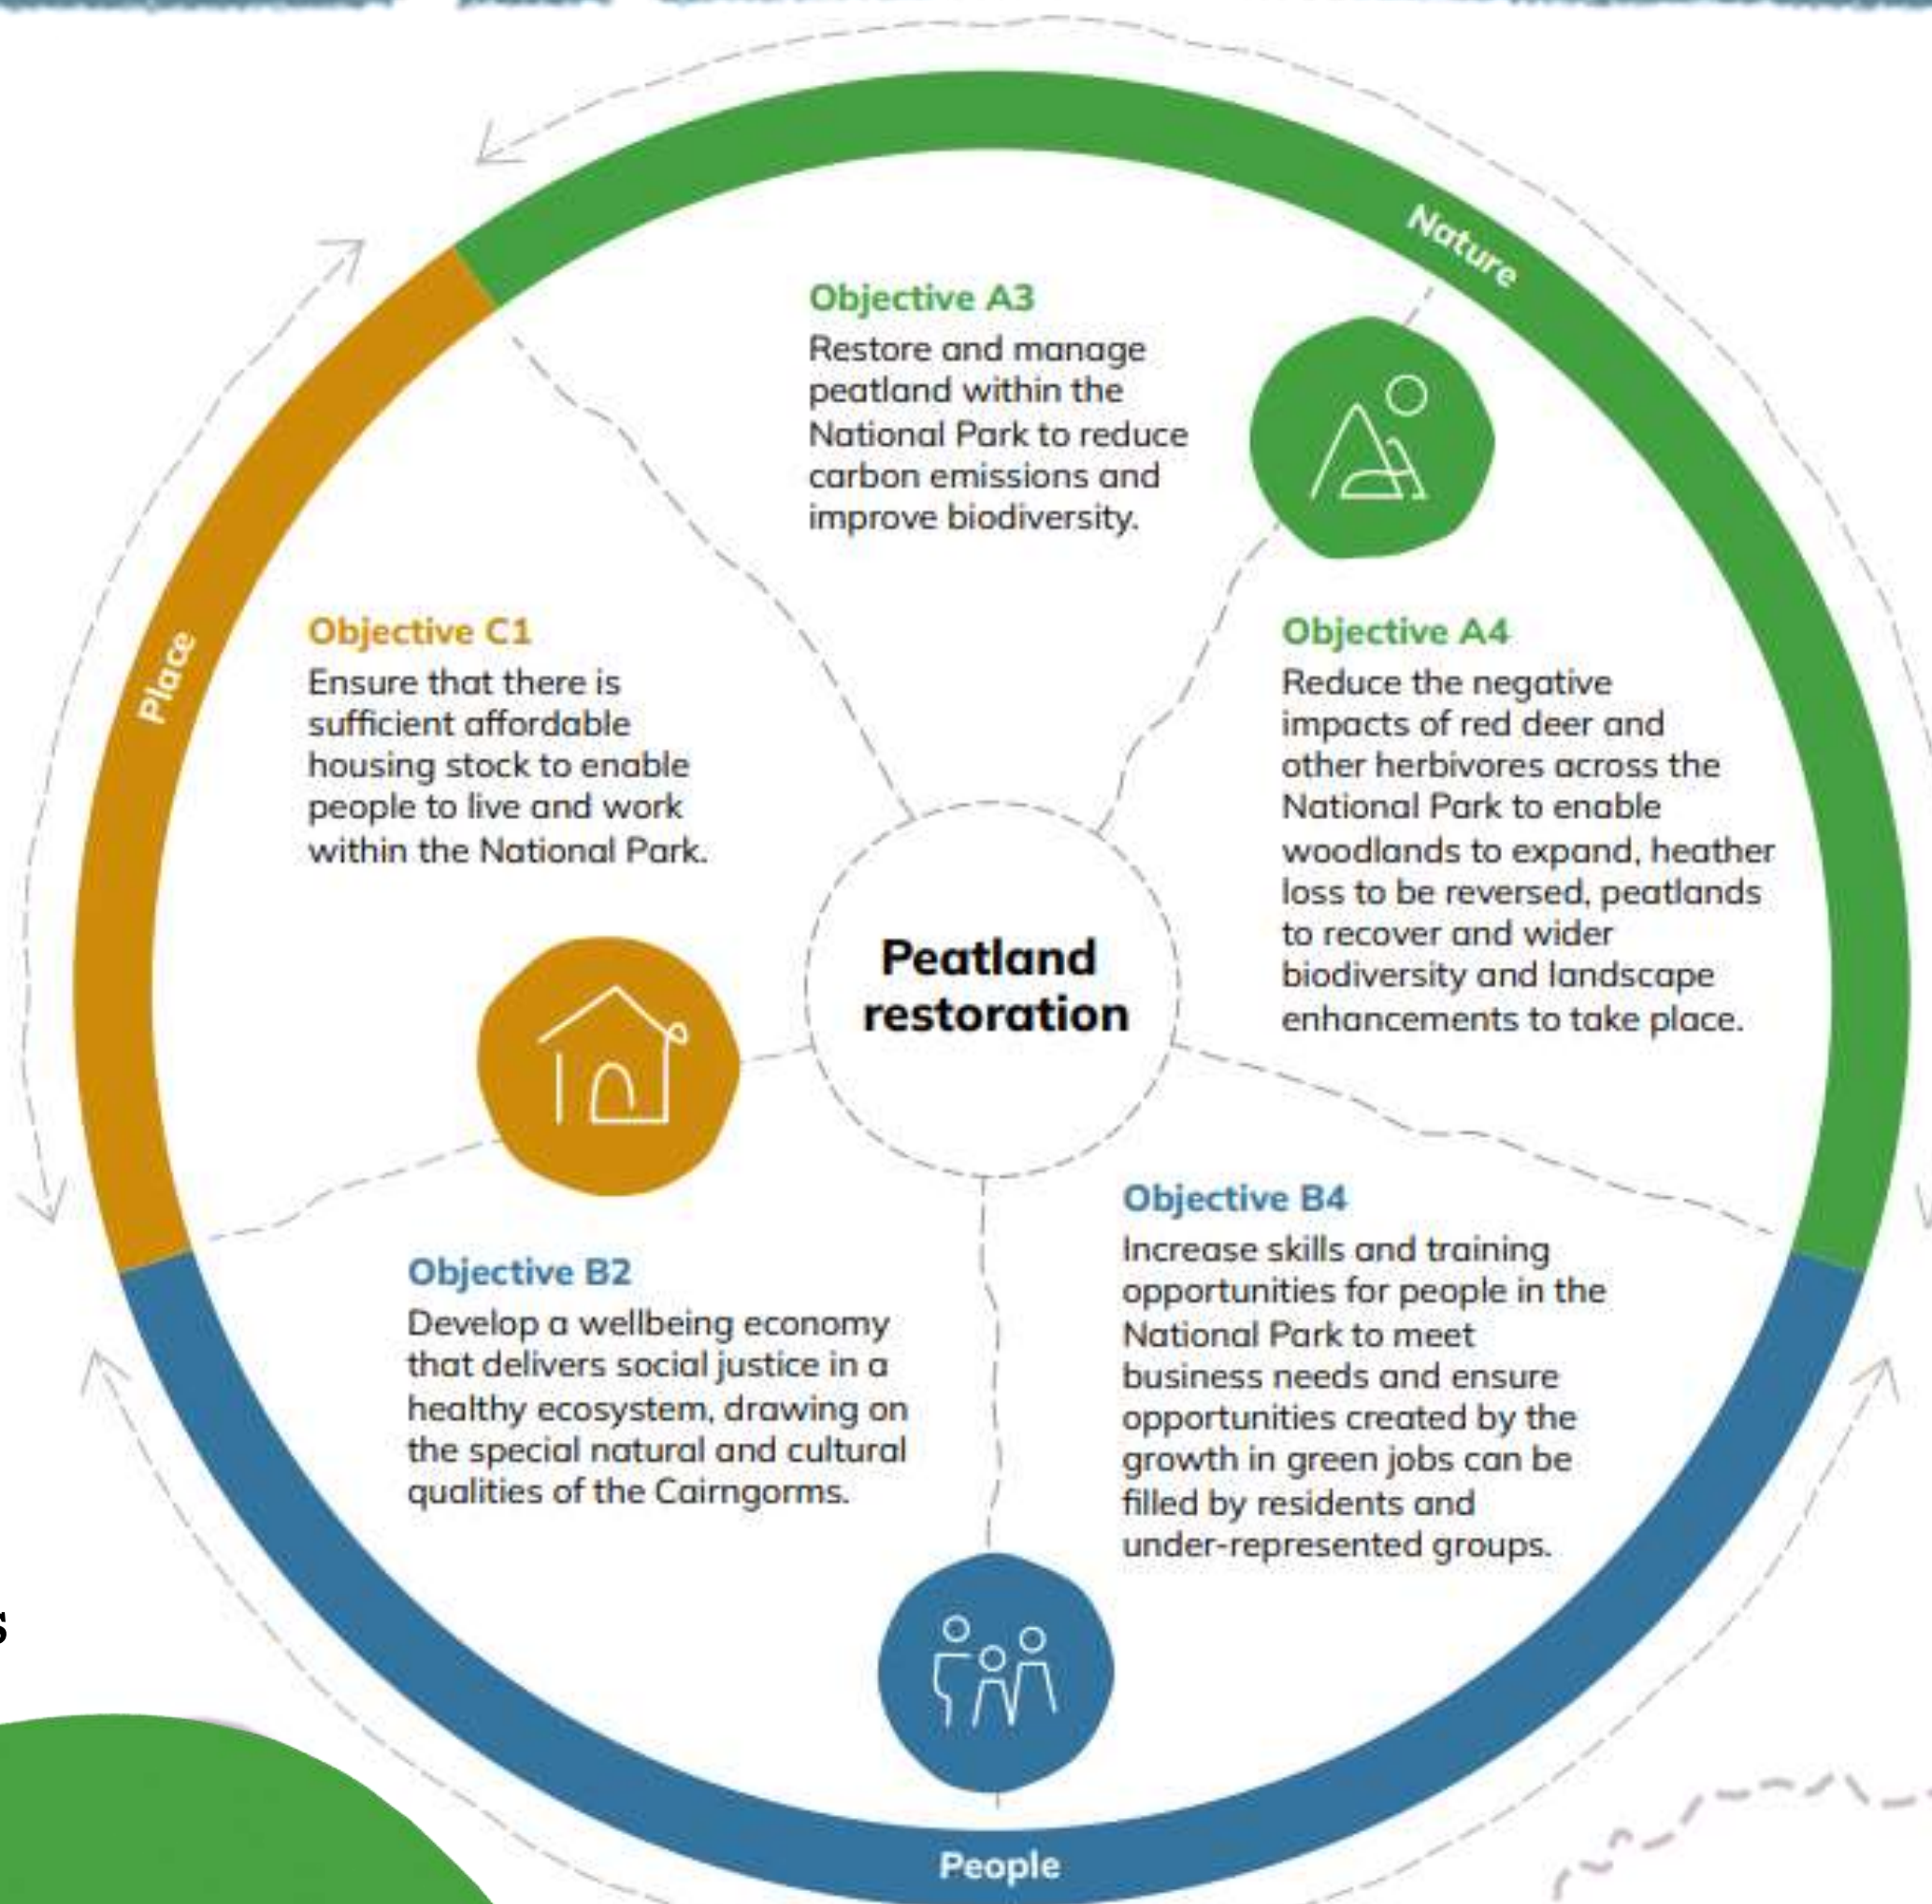 Nature
Objective A3
Restore and manage
peatland within the
National Park to reduce
carbon emissions and
improve biodiversity.
Place
Objective C1
Ensure that there is
sufficient affordable
housing stock to enable
people to live and work
within the National Park.
Objective A4
Reduce the negative
impacts of red deer and
other herbivores across the
National Park to enable
woodlands to expand, heather
loss to be reversed, peatlands
to recover and wider
biodiversity and landscape
enhancements to take place.
Peatland
restoration
Objective B2
Develop a wellbeing economy
that delivers social justice in a
healthy ecosystem, drawing on
the special natural and cultural
qualities of the Cairngorms.
Objective B4
Increase skills and training
opportunities for people in the
National Park to meet
business needs and ensure
opportunities created by the
growth in green jobs can be
filled by residents and
under-represented groups.
s
People